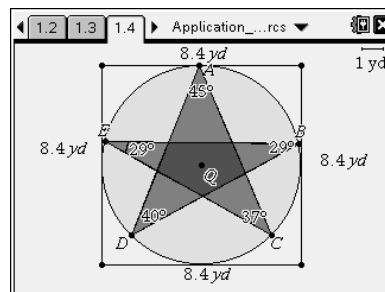 1.2 1.3 1.4 Application_...rcs
8.4 yd
1 yd
A
45°
E
B
29°
29°
8.4 yd
8.4 yd
Q
40°
37°
D
C
8.4 yd